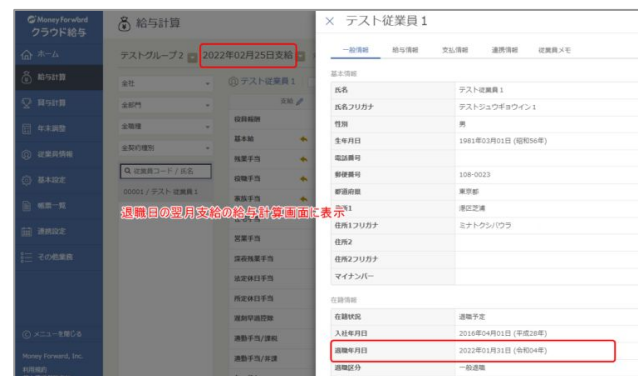 Money Forward
クラウド給与
ホーム
給与計算
賞与計算
年末調整
従業員情報
基本設定
帳票一覧
連携設定
その他業務
メニューを閉じる
Money Forward, Inc.
利用規約
給与計算
テストグループ2
2022年02月25日支給
全社
全部門
全職種
全契約種別
従業員コード / 氏名
00001 / テスト 従業員 1
テスト従業員 1
支給
役員報酬
基本給
残業手当
役職手当
家族手当
退職日の翌月支給の給与計算画面に表示
営業手当
深夜残業手当
法定休日手当
所定休日手当
遅刻早退控除
通勤手当/課税
通勤手当/非課
× テスト従業員 1
一般情報 給与情報 支払情報 連携情報 従業員メモ
基本情報
氏名 テスト従業員 1
氏名フリガナ テストジュウギョウイン 1
性別 男
生年月日 1981年03月01日 (昭和56年)
電話番号
郵便番号 108-0023
都道府県 東京都
住所1 港区芝浦
住所1フリガナ ミナトクシバウラ
住所2
住所2フリガナ
マイナンバー
在籍情報
在籍状況 退職予定
入社年月日 2016年04月01日 (平成28年)
退職年月日 2022年01月31日 (令和04年)
退職区分 一般退職